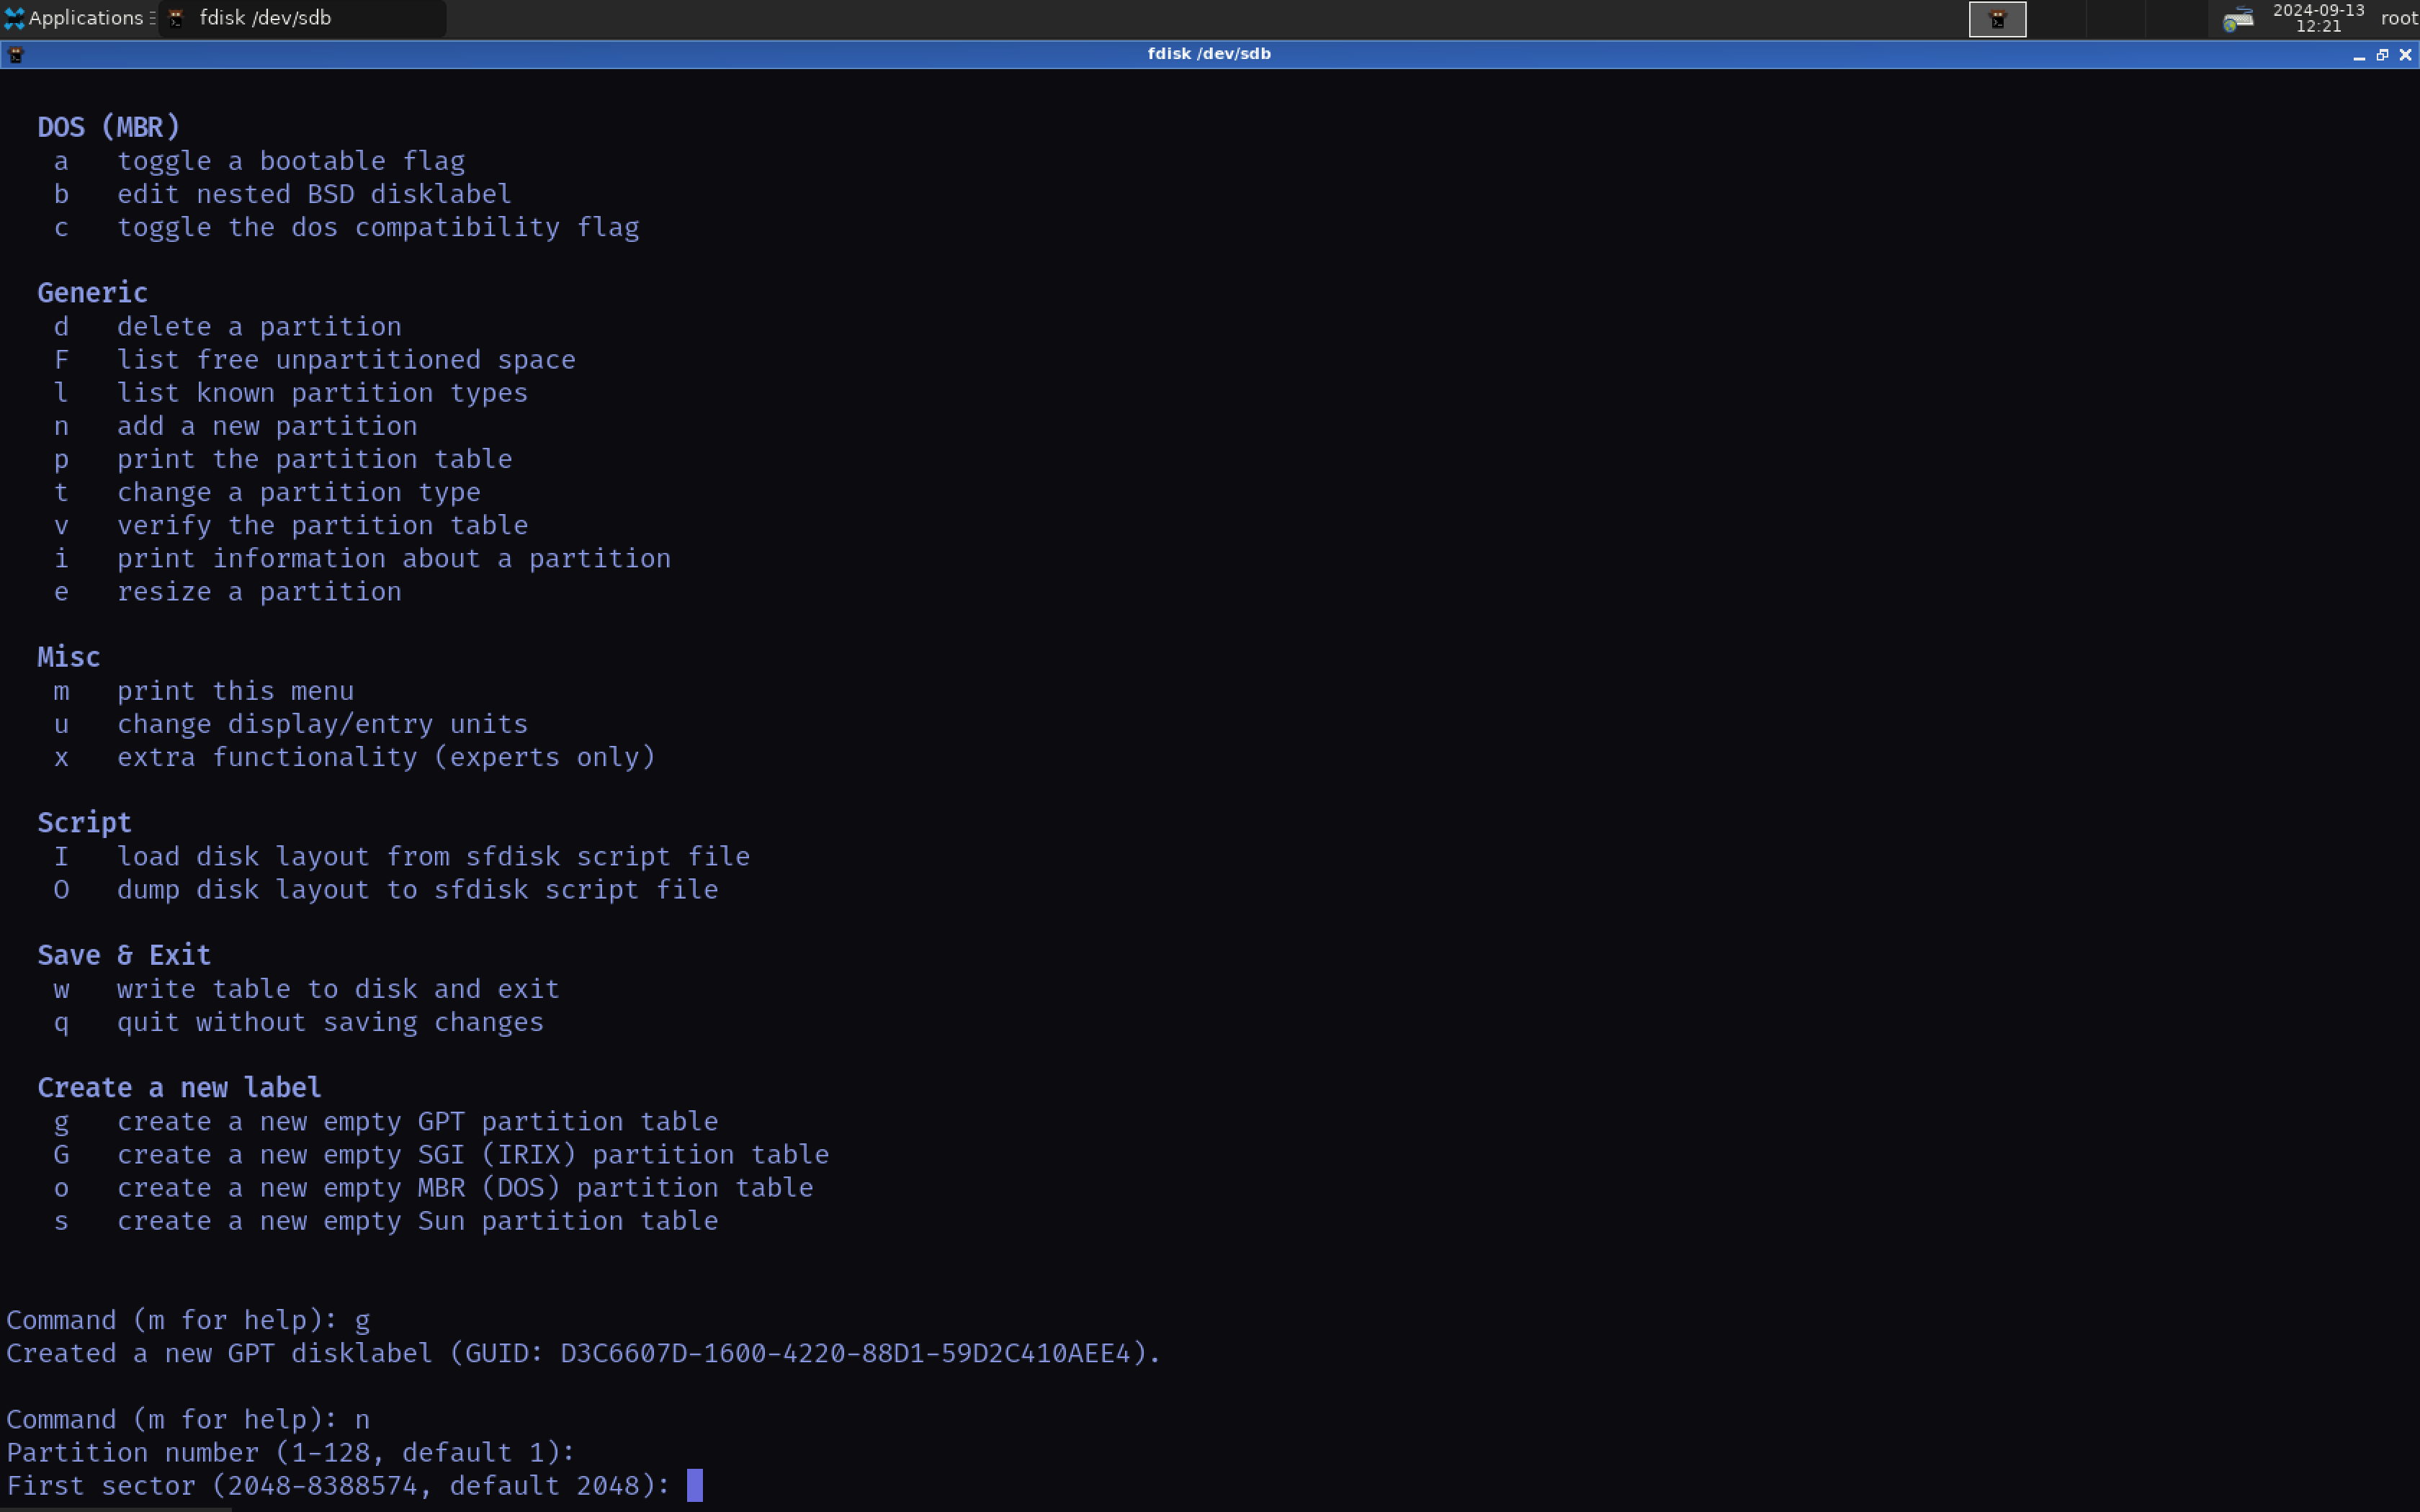 Applications
fdisk /dev/sdb
2024-09-13
12:21
root
fdisk /dev/sdb
DOS (MBR)
a   toggle a bootable flag
b   edit nested BSD disklabel
c   toggle the dos compatibility flag
Generic
d   delete a partition
F   list free unpartitioned space
l   list known partition types
n   add a new partition
p   print the partition table
t   change a partition type
v   verify the partition table
i   print information about a partition
e   resize a partition
Misc
m   print this menu
u   change display/entry units
x   extra functionality (experts only)
Script
I   load disk layout from sfdisk script file
O   dump disk layout to sfdisk script file
Save & Exit
w   write table to disk and exit
q   quit without saving changes
Create a new label
g   create a new empty GPT partition table
G   create a new empty SGI (IRIX) partition table
o   create a new empty MBR (DOS) partition table
s   create a new empty Sun partition table
Command (m for help): g
Created a new GPT disklabel (GUID: D3C6607D-1600-4220-88D1-59D2C410AEE4).
Command (m for help): n
Partition number (1-128, default 1):
First sector (2048-8388574, default 2048):